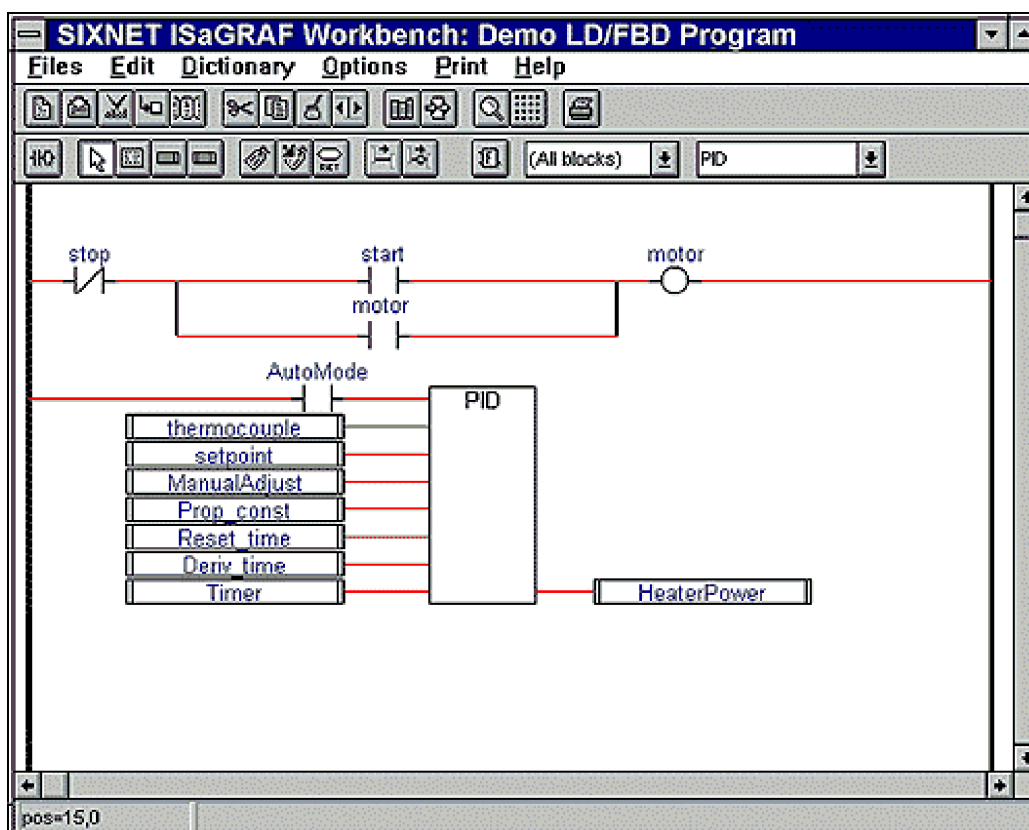 SIXNET ISaGRAF Workbench: Demo LD/FBD Program
Files Edit Dictionary Options Print Help
(All blocks) PID
stop start motor
motor
AutoMode
PID
thermocouple
setpoint
ManualAdjust
Prop_const
Reset_time
Deriv_time
Timer HeaterPower
pos=15,0